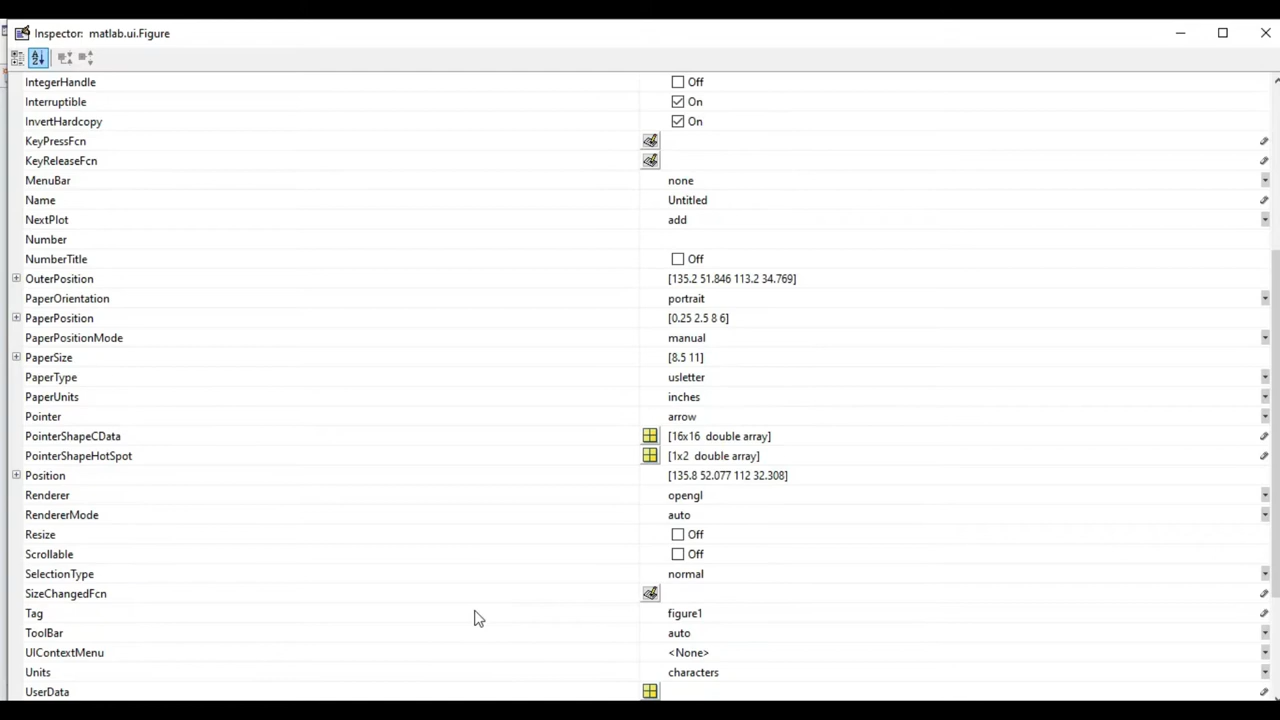 Inspector: matlab.ui.Figure
IntegerHandle Off
Interruptible On
InvertHardcopy On
KeyPressFcn
KeyReleaseFcn
MenuBar none
Name Untitled
NextPlot add
Number
NumberTitle Off
OuterPosition [135.2 51.846 113.2 34.769]
PaperOrientation portrait
PaperPosition [0.25 2.5 8 6]
PaperPositionMode manual
PaperSize [8.5 11]
PaperType usletter
PaperUnits inches
Pointer arrow
PointerShapeCData [16x16 double array]
PointerShapeHotSpot [1x2 double array]
Position [135.8 52.077 112 32.308]
Renderer opengl
RendererMode auto
Resize Off
Scrollable Off
SelectionType normal
SizeChangedFcn
Tag figure1
ToolBar auto
UIContextMenu <None>
Units characters
UserData